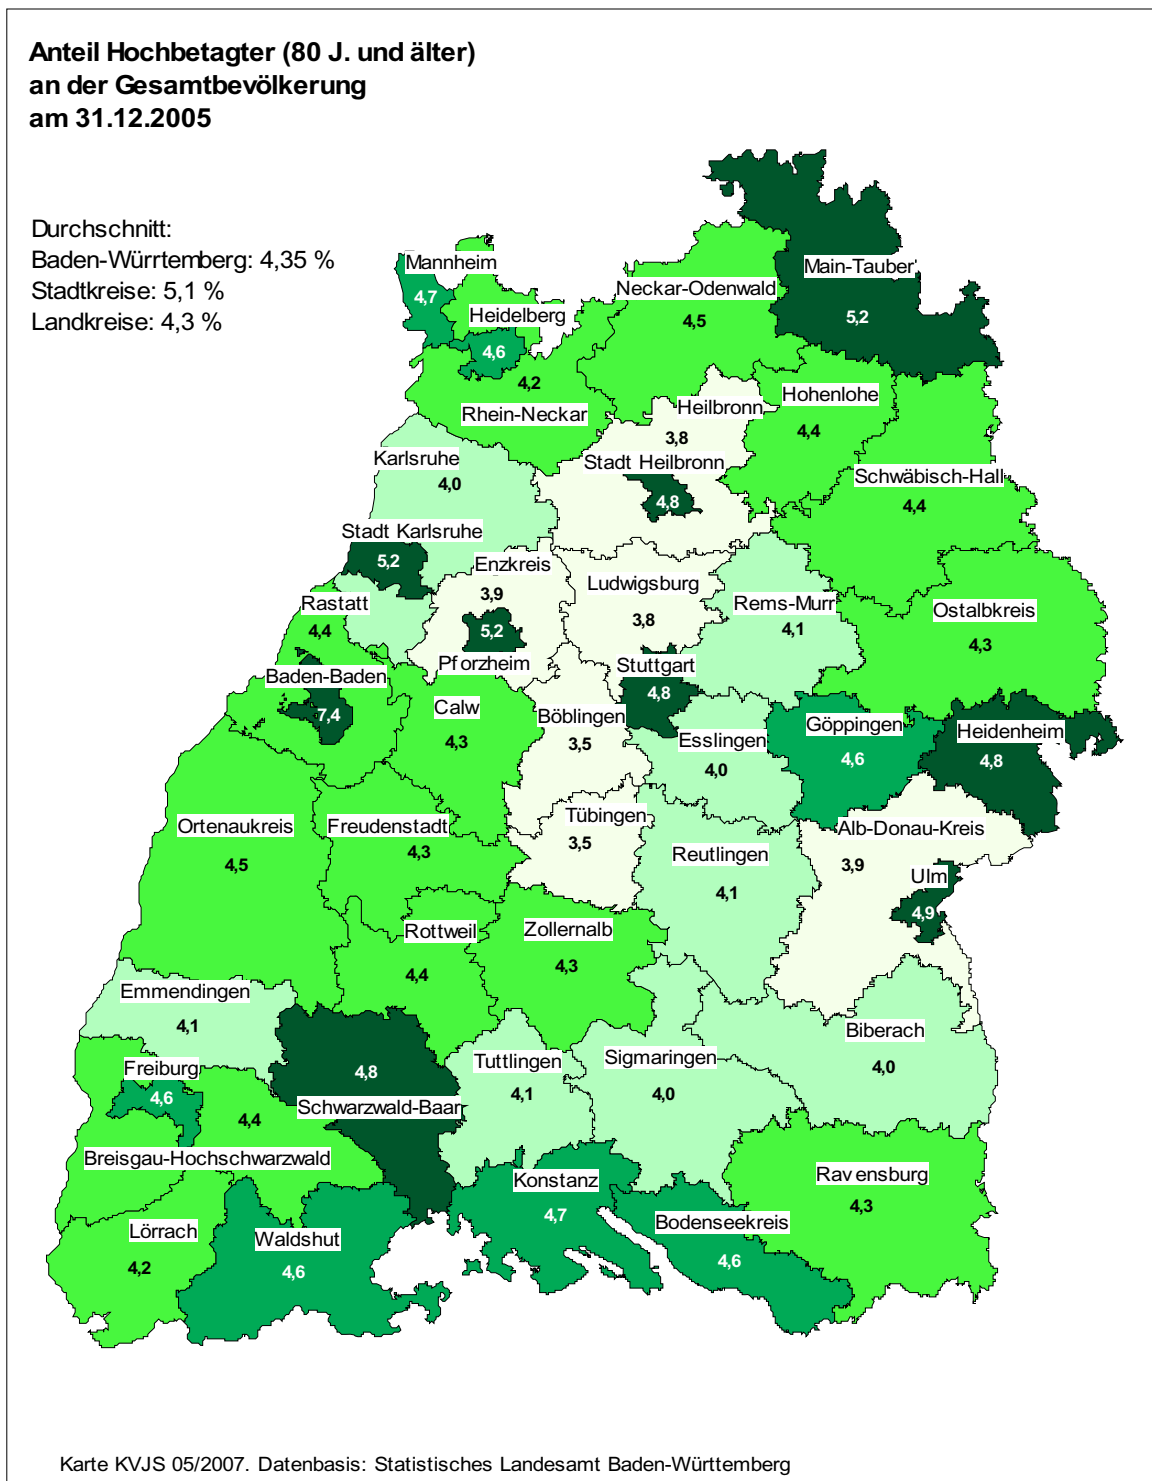 Anteil Hochbetagter (80 J. und älter)
an der Gesamtbevölkerung
am 31.12.2005
Durchschnitt:
Baden-Würrtemberg: 4,35 %
Stadtkreise: 5,1 %
Landkreise: 4,3 %
Mannheim
4,7
Heidelberg
4,6
4,2
Rhein-Neckar
Neckar-Odenwald
4,5
Main-Tauber'
5,2
Heilbronn
3,8
Stadt Heilbronn
4,8
Hohenlohe
4,4
Schwäbisch-Hall
4,4
Karlsruhe
4,0
Stadt Karlsruhe
5,2
Enzkreis
3,9
5,2
Pforzheim
Ludwigsburg
3,8
Rems-Murr
4,1
Ostalbkreis
4,3
Rastatt
4,4
Baden-Baden
7,4
Calw
4,3
Böblingen
3,5
Stuttgart
4,8
Esslingen
4,0
Göppingen
4,6
Heidenheim
4,8
Ortenaukreis
4,5
Freudenstadt
4,3
Tübingen
3,5
Reutlingen
4,1
Alb-Donau-Kreis
3,9
Ulm
4,9
Rottweil
4,4
Zollernalb
4,3
Emmendingen
4,1
Freiburg
4,6
4,4
Breisgau-Hochschwarzwald
4,8
Schwarzwald-Baar
Tuttlingen
4,1
Sigmaringen
4,0
Biberach
4,0
Lörrach
4,2
Waldshut
4,6
Konstanz
4,7
Bodenseekreis
4,6
Ravensburg
4,3
Karte KVJS 05/2007. Datenbasis: Statistisches Landesamt Baden-Württemberg